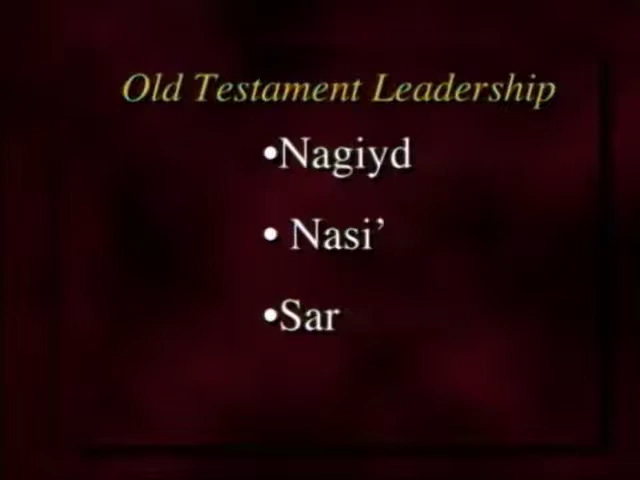 Old Testament Leadership
•Nagiyd
• Nasi’
•Sar